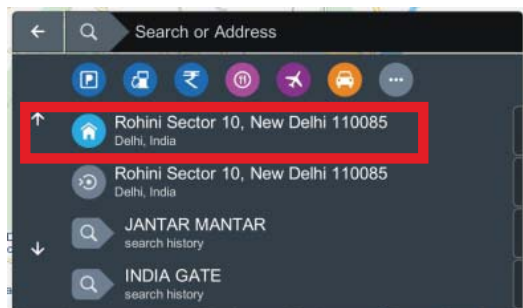 Search or Address
P
₹
Rohini Sector 10, New Delhi 110085
Delhi, India
Rohini Sector 10, New Delhi 110085
Delhi, India
JANTAR MANTAR
search history
INDIA GATE
search history